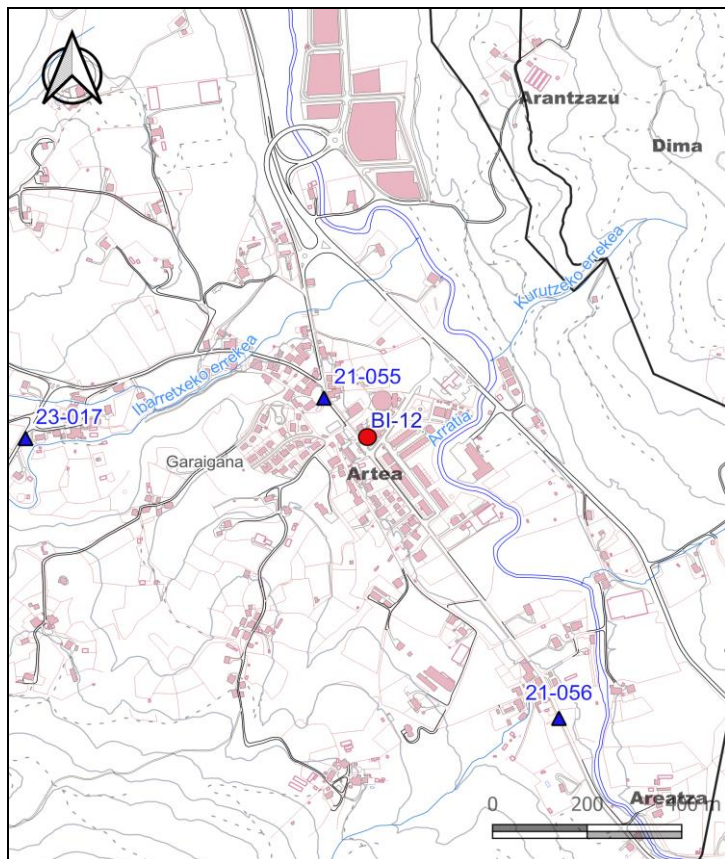 Arantzazu
Dima
Kurutzeko errekea
Ibarretxeko errekea
21-055
23-017
BI-12
Arratia
Garaigana
Artea
21-056
Areatza
0 200 400 m